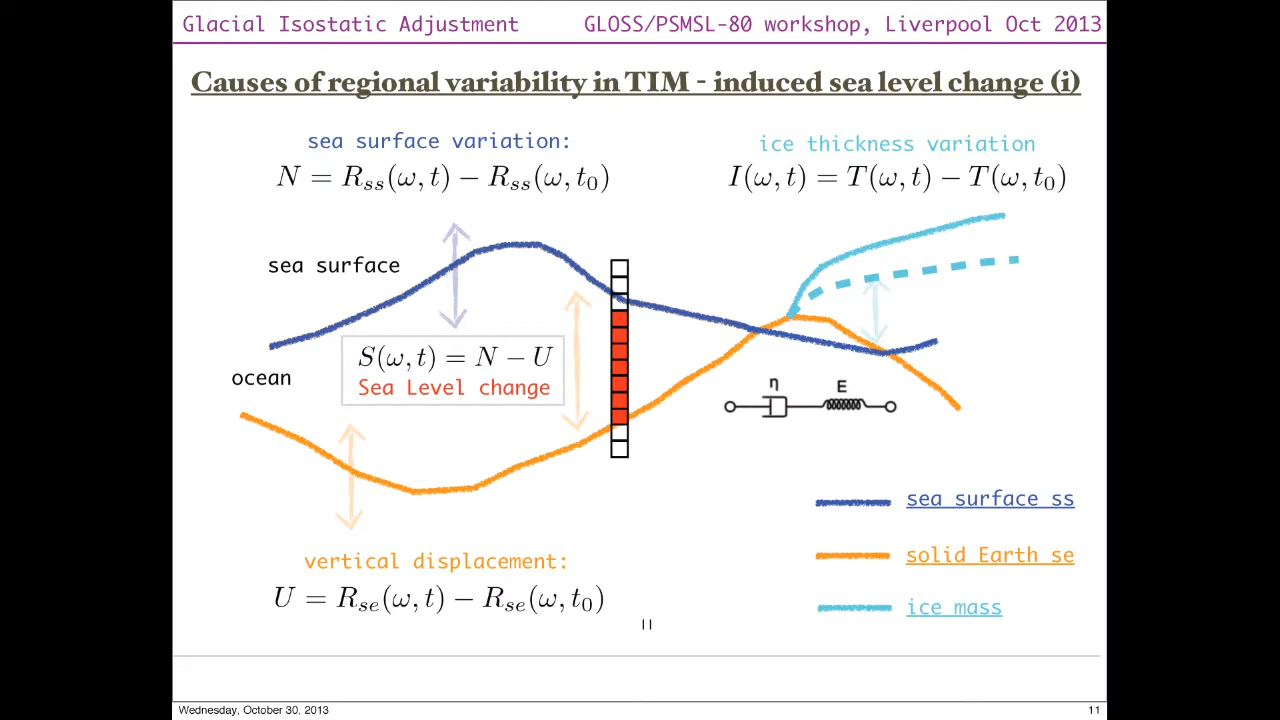 Glacial Isostatic Adjustment GLOSS/PSMSL-80 workshop, Liverpool Oct 2013
Causes of regional variability in TIM - induced sea level change (i)
sea surface variation:
N = R_ss(ω, t) − R_ss(ω, t_0)
ice thickness variation
I(ω, t) = T(ω, t) − T(ω, t_0)
sea surface
S(ω, t) = N − U
Sea Level change
ocean
η E
sea surface ss
solid Earth se
ice mass
vertical displacement:
U = R_se(ω, t) − R_se(ω, t_0)
11
Wednesday, October 30, 2013 11